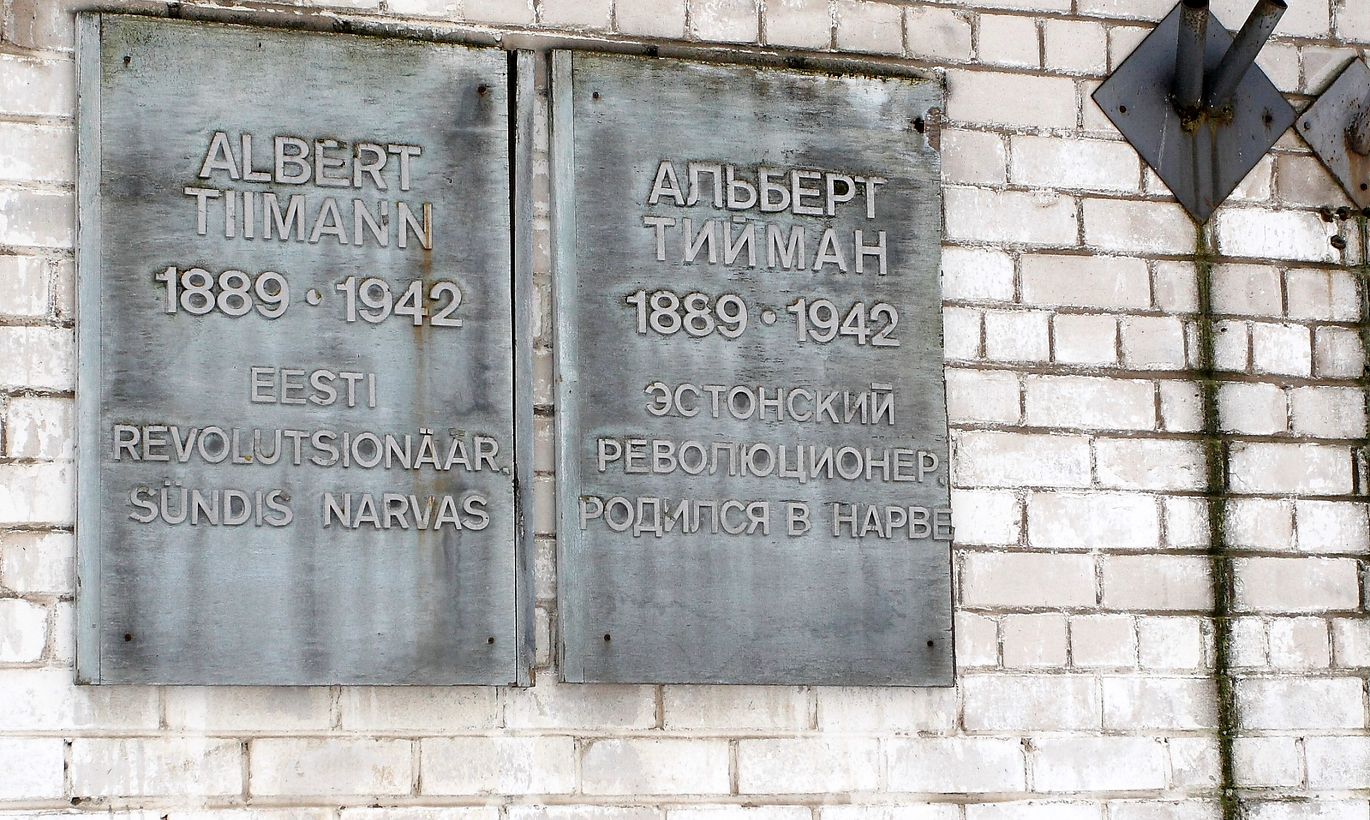 ALBERT
TIIMANN
1889 • 1942
EESTI
REVOLUTSIONÄÄR.
SÜNDIS NARVAS
АЛЬБЕРТ
ТИЙМАН
1889 • 1942
ЭСТОНСКИЙ
РЕВОЛЮЦИОНЕР.
РОДИЛСЯ В НАРВЕ